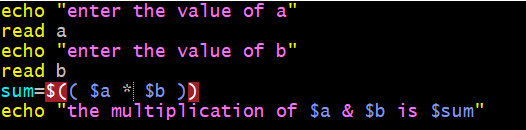 echo "enter the value of a"
read a
echo "enter the value of b"
read b
sum=$(( $a * $b ))
echo "the multiplication of $a & $b is $sum"